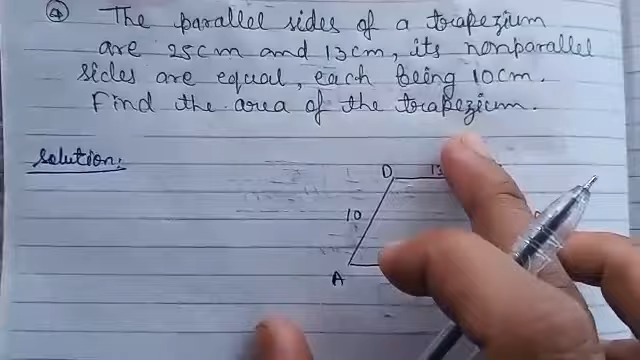 Q The parallel sides of a trapezium
are 25cm and 13cm, its nonparallel
sides are equal, each being 10cm.
Find the area of the trapezium.
Solution:
D 13
10
A